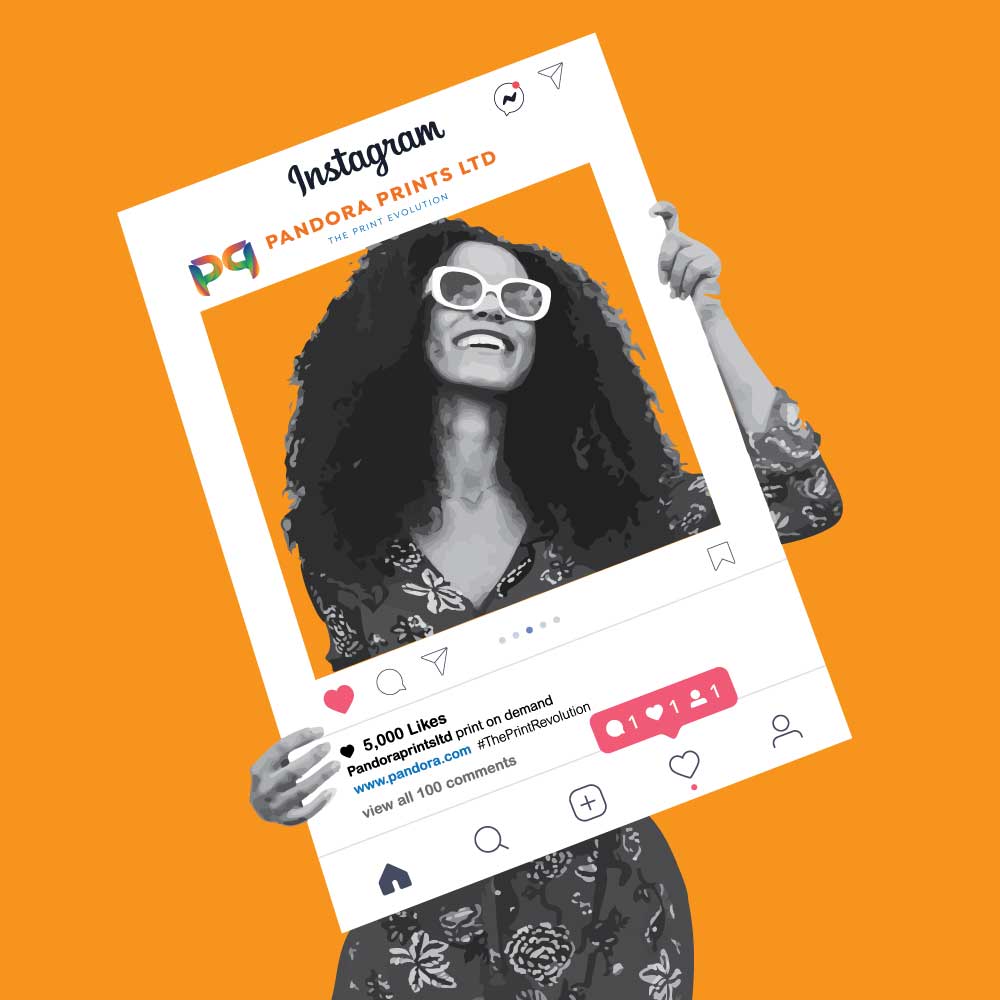 Instagram
PANDORA PRINTS LTD
THE PRINT EVOLUTION
5,000 Likes
Pandoraprintsltd print on demand
www.pandora.com #ThePrintRevolution
view all 100 comments
1 1 1